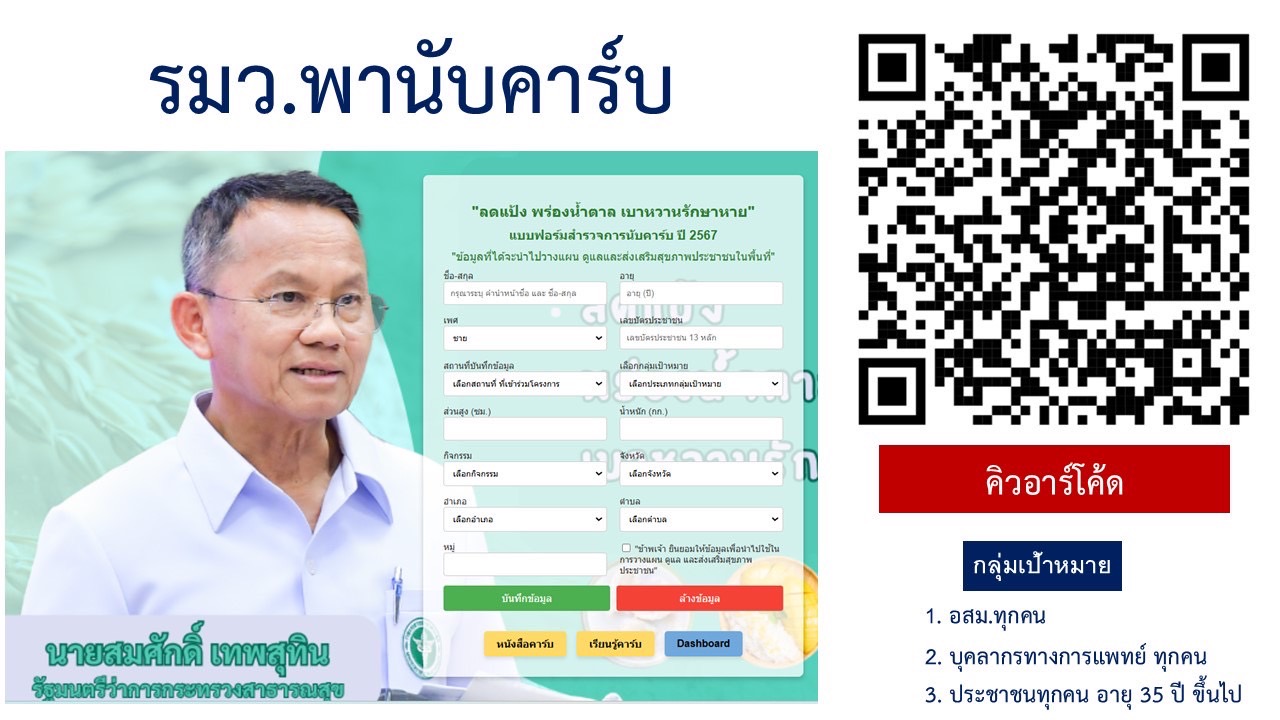 รมว.พานับคาร์บ
"ลดแป้ง พร่องน้ำตาล เบาหวานรักษาหาย"
แบบฟอร์มสำรวจการนับคาร์บ ปี 2567
"ข้อมูลที่ได้จะนำไปวางแผน ดูแลและส่งเสริมสุขภาพประชาชนในพื้นที่"
ชื่อ-สกุล อายุ
กรุณาระบุ คำนำหน้าชื่อ และ ชื่อ-สกุล อายุ (ปี)
เพศ เลขบัตรประชาชน
ชาย เลขบัตรประชาชน 13 หลัก
สถานที่บันทึกข้อมูล เลือกกลุ่มเป้าหมาย
เลือกสถานที่ ที่เข้าร่วมโครงการ เลือกประเภทกลุ่มเป้าหมาย
ส่วนสูง (ซม.) น้ำหนัก (กก.)
กิจกรรม จังหวัด
เลือกกิจกรรม เลือกจังหวัด
อำเภอ ตำบล
เลือกอำเภอ เลือกตำบล
หมู่
"ข้าพเจ้า ยินยอมให้ข้อมูลเพื่อนำไปใช้ใน
การวางแผน ดูแล และส่งเสริมสุขภาพ
ประชาชน"
บันทึกข้อมูล ล้างข้อมูล
หนังสือคาร์บ เรียนรู้คาร์บ Dashboard
นายสมศักดิ์ เทพสุทิน
รัฐมนตรีว่าการกระทรวงสาธารณสุข
คิวอาร์โค้ด
กลุ่มเป้าหมาย
1. อสม.ทุกคน
2. บุคลากรทางการแพทย์ ทุกคน
3. ประชาชนทุกคน อายุ 35 ปี ขึ้นไป